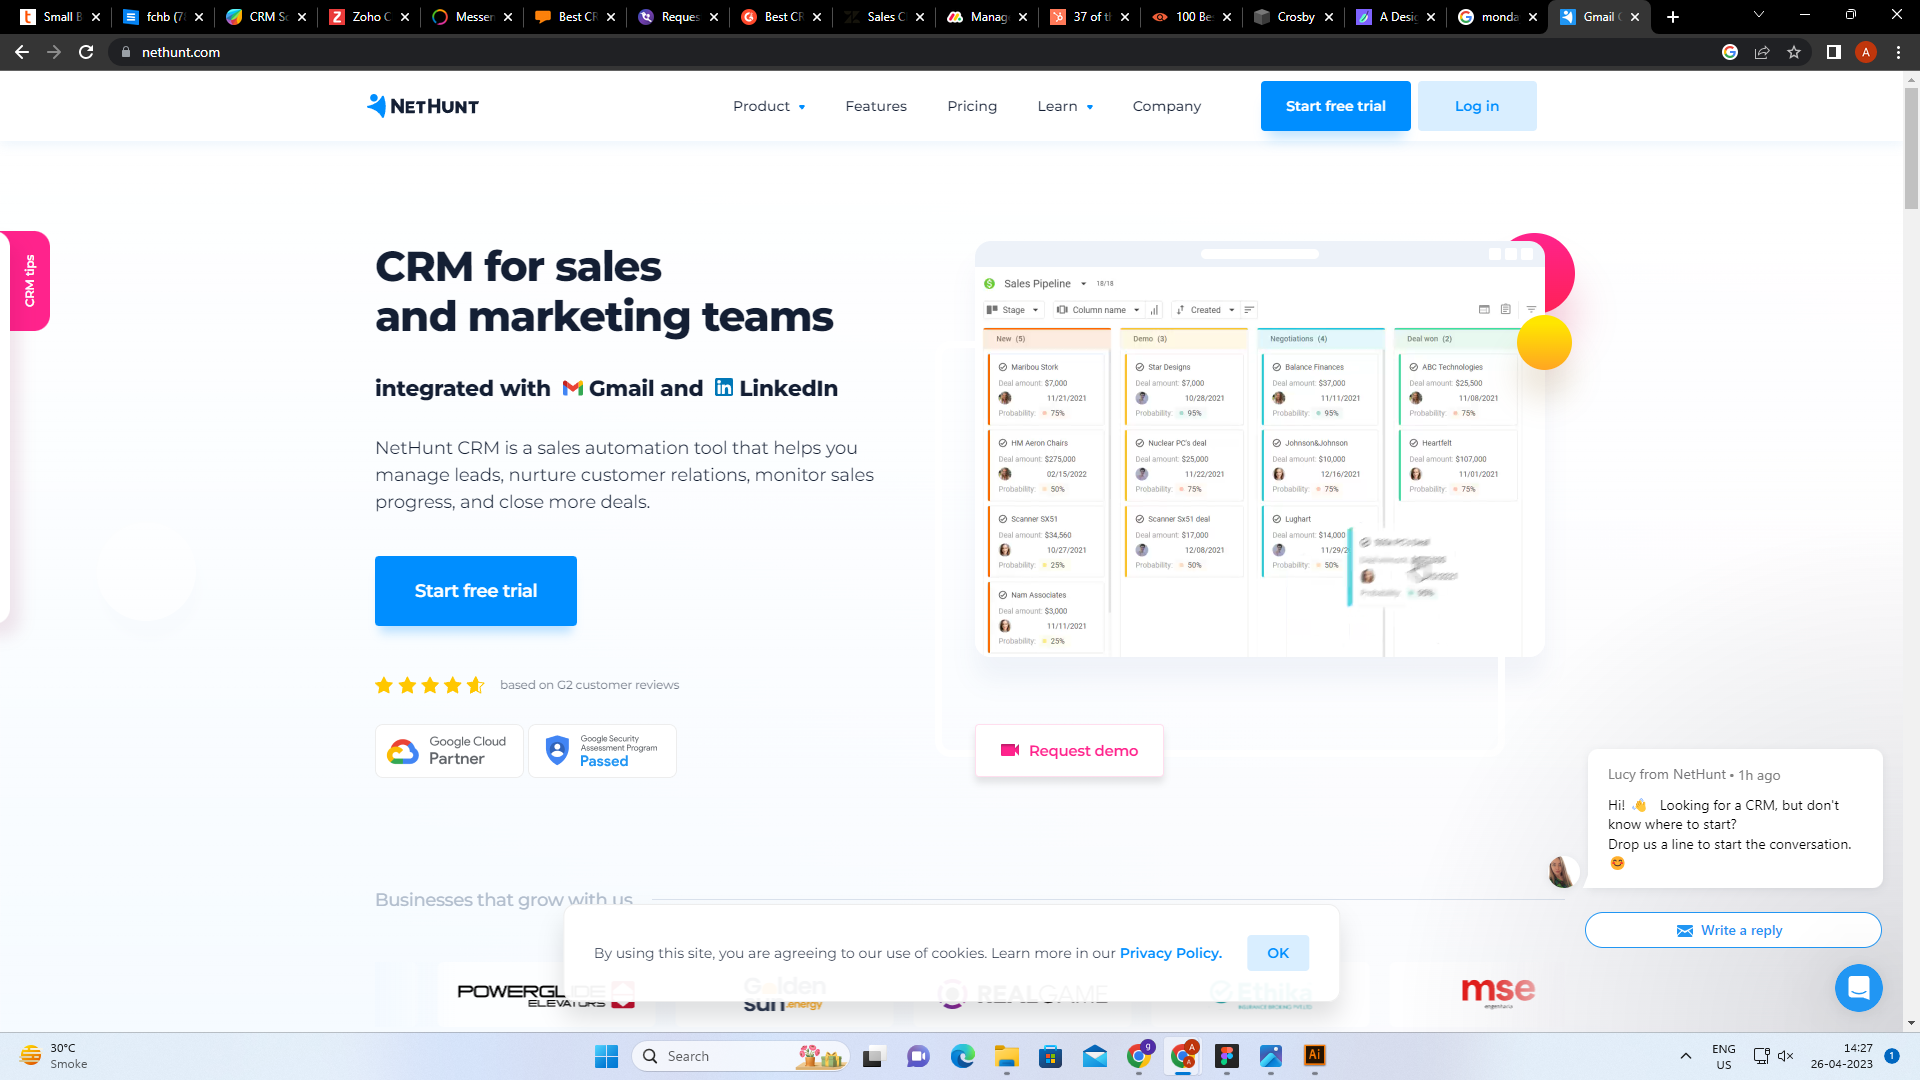 Small B
fchb (7
CRM So
Zoho C
Messen
Best CR
Reques
Best CR
Sales C
Manag
37 of t
100 Be
Crosby
A Desi
monda
Gmail
nethunt.com
A
NETHUNT
Product
Features
Pricing
Learn
Company
Start free trial
Log in
CRM tips
CRM for sales
and marketing teams
integrated with Gmail and LinkedIn
NetHunt CRM is a sales automation tool that helps you
manage leads, nurture customer relations, monitor sales
progress, and close more deals.
Start free trial
based on G2 customer reviews
Google Cloud
Partner
Google Security
Assessment Program
Passed
Sales Pipeline 18/18
Stage
Column name
Created
New (5)
Maribou Stork
Deal amount: $7,000
11/21/2021
Probability: 75%
HM Aeron Chairs
Deal amount: $275,000
02/15/2022
Probability: 50%
Scanner SX51
Deal amount: $34,560
10/27/2021
Probability: 25%
Nam Associates
Deal amount: $3,000
11/11/2021
Probability: 25%
Demo (3)
Star Designs
Deal amount: $7,000
10/28/2021
Probability: 95%
Nuclear PC's deal
Deal amount: $25,000
11/22/2021
Probability: 75%
Scanner Sx51 deal
Deal amount: $17,000
12/08/2021
Probability: 50%
Negotiations (4)
Balance Finances
Deal amount: $37,000
11/11/2021
Probability: 95%
Johnson&Johnson
Deal amount: $10,000
12/16/2021
Probability: 75%
Lughart
Deal amount: $14,000
11/29/2
Probability: 50%
Deal won (2)
ABC Technologies
Deal amount: $25,500
11/08/2021
Probability: 75%
Heartfelt
Deal amount: $107,000
11/01/2021
Probability: 75%
Request demo
Lucy from NetHunt • 1h ago
Hi! 👋 Looking for a CRM, but don't
know where to start?
Drop us a line to start the conversation.
😊
Write a reply
Businesses that grow with us
By using this site, you are agreeing to our use of cookies. Learn more in our Privacy Policy.
OK
POWERGLIDE
ELEVATORS
Golden
sun.energy
REALGAME
Ethika
mse
engenharia
30°C
Smoke
Search
g
A
Ai
ENG
US
14:27
26-04-2023
1